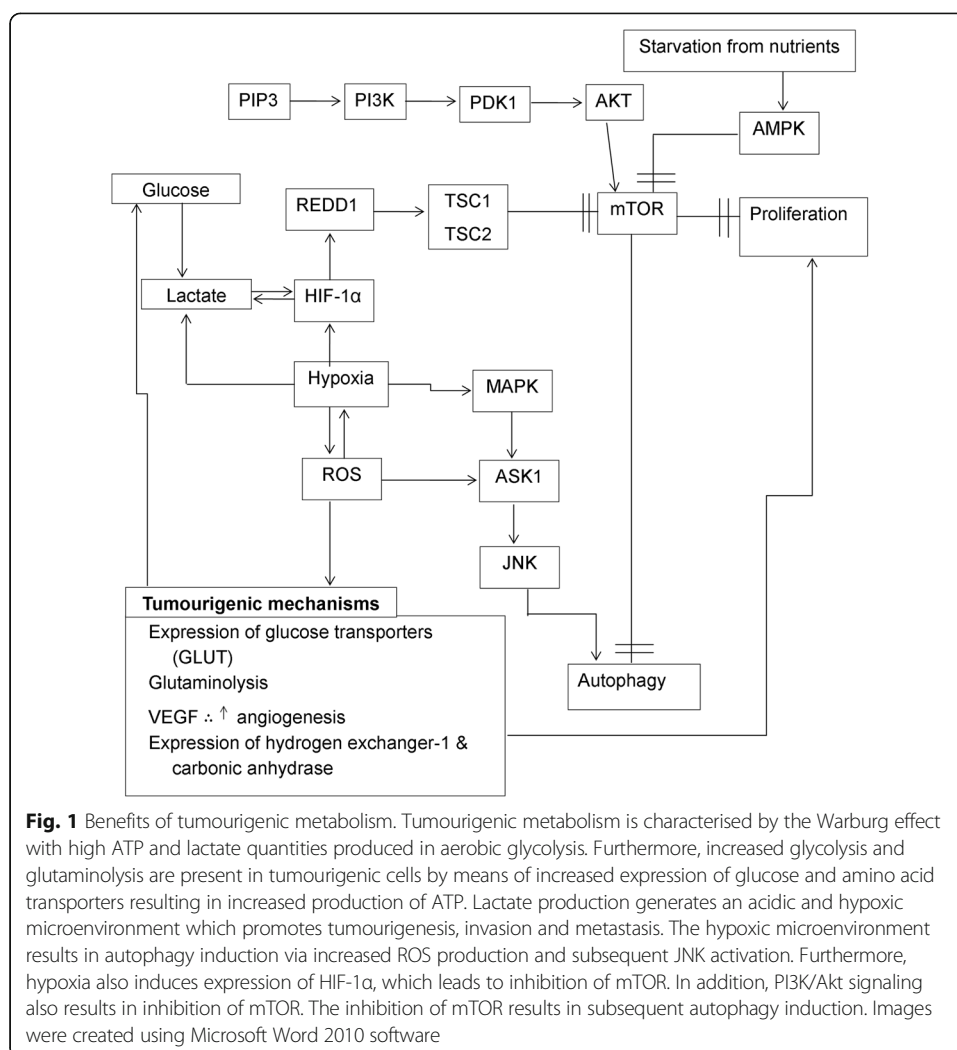 Starvation from nutrients
PIP3
PI3K
PDK1
AKT
AMPK
Glucose
REDD1
TSC1
TSC2
mTOR
Proliferation
Lactate
HIF-1α
Hypoxia
MAPK
ROS
ASK1
JNK
Tumourigenic mechanisms
Expression of glucose transporters
(GLUT)
Glutaminolysis
VEGF ∴ ↑ angiogenesis
Expression of hydrogen exchanger-1 &
carbonic anhydrase
Autophagy
Fig. 1 Benefits of tumourigenic metabolism. Tumourigenic metabolism is characterised by the Warburg effect
with high ATP and lactate quantities produced in aerobic glycolysis. Furthermore, increased glycolysis and
glutaminolysis are present in tumourigenic cells by means of increased expression of glucose and amino acid
transporters resulting in increased production of ATP. Lactate production generates an acidic and hypoxic
microenvironment which promotes tumourigenesis, invasion and metastasis. The hypoxic microenvironment
results in autophagy induction via increased ROS production and subsequent JNK activation. Furthermore,
hypoxia also induces expression of HIF-1α, which leads to inhibition of mTOR. In addition, PI3K/Akt signaling
also results in inhibition of mTOR. The inhibition of mTOR results in subsequent autophagy induction. Images
were created using Microsoft Word 2010 software